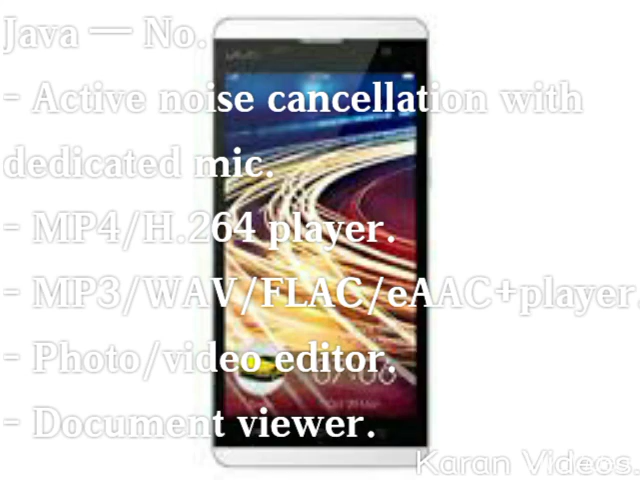 Java — No.
- Active noise cancellation with
dedicated mic.
- MP4/H.264 player.
- MP3/WAV/FLAC/eAAC+player.
- Photo/video editor.
- Document viewer.
Karan Videos.